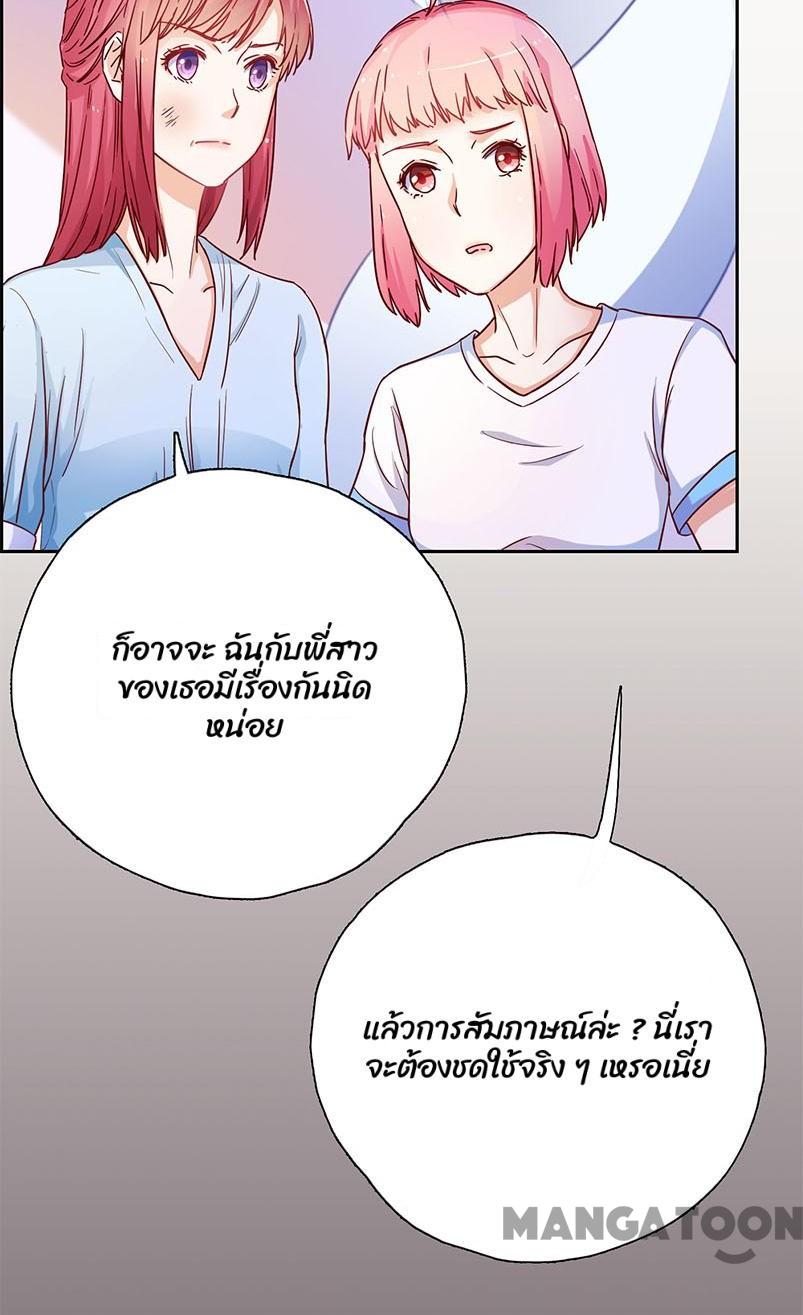 ก็อาจจะ ฉันกับพี่สาว
ของเธอมีเรื่องกันนิด
หน่อย
แล้วการสัมภาษณ์ล่ะ ? นี่เรา
จะต้องชดใช้จริง ๆ เหรอเนี่ย
MANGATOON